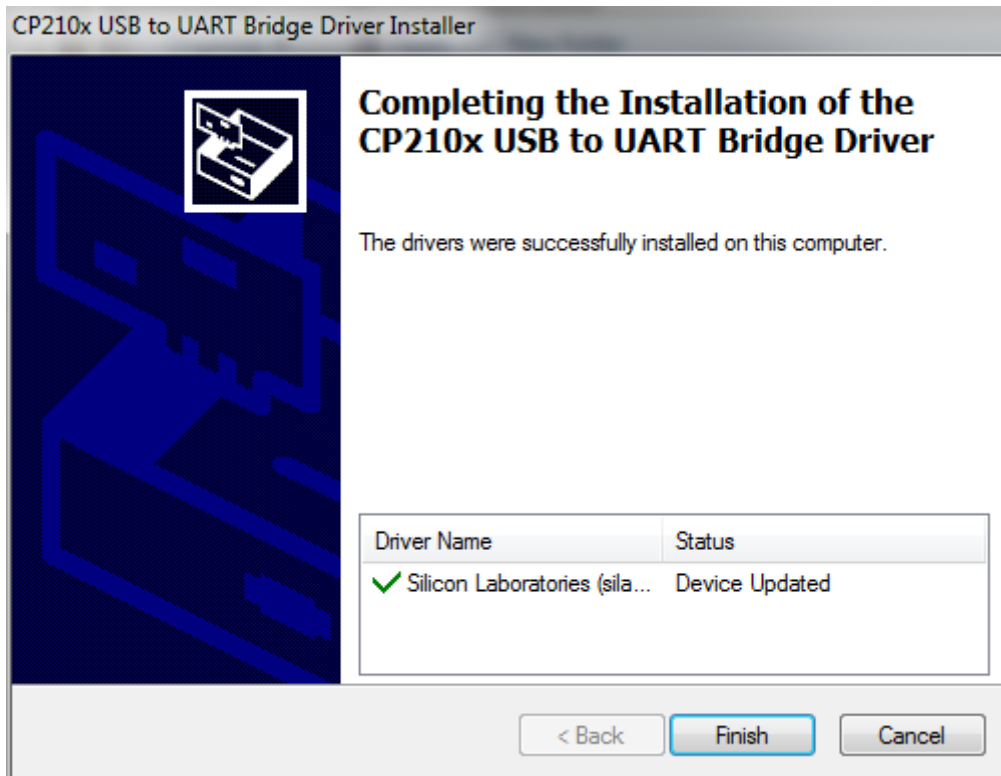 CP210x USB to UART Bridge Driver Installer
Completing the Installation of the
CP210x USB to UART Bridge Driver
The drivers were successfully installed on this computer.
Driver Name Status
Silicon Laboratories (sila... Device Updated
< Back Finish Cancel